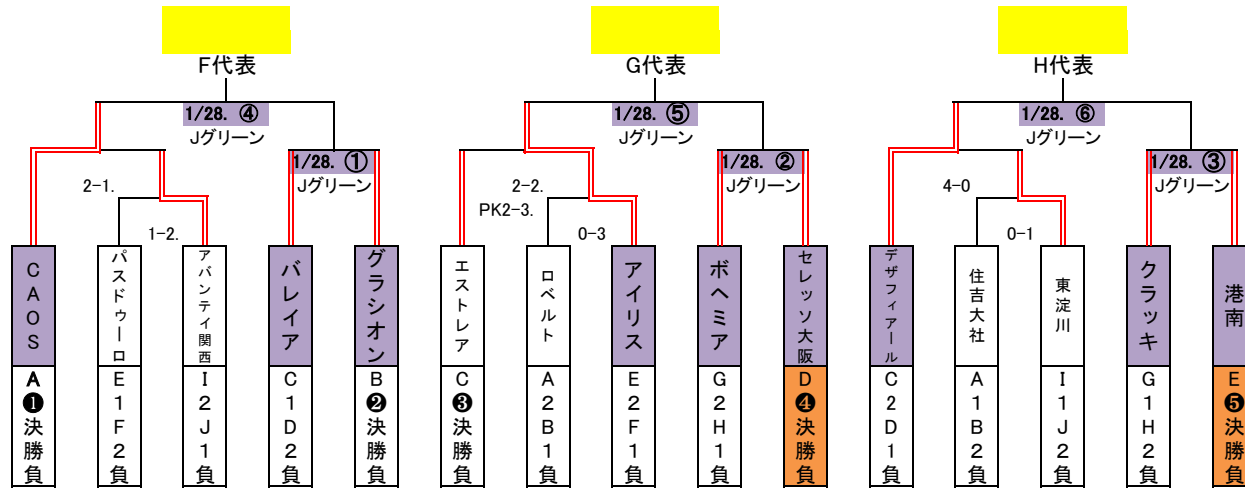 F代表
G代表
H代表
1/28. ④
Jグリーン
1/28. ⑤
Jグリーン
1/28. ⑥
Jグリーン
1/28. ①
Jグリーン
1/28. ②
Jグリーン
1/28. ③
Jグリーン
2-1.
1-2.
2-2.
PK2-3.
0-3
4-0
0-1
CAOS
パスドゥーロ
アバンテイ関西
バレイア
グラシオン
エストレア
ロベルト
アイリス
ボヘミア
セレッソ大阪
デザフィアール
住吉大社
東淀川
クラッキ
港南
A❶決勝負
E1F2負
I2J1負
C1D2負
B❷決勝負
C❸決勝負
A2B1負
E2F1負
G2H1負
D❹決勝負
C2D1負
A1B2負
I1J2負
G1H2負
E❺決勝負